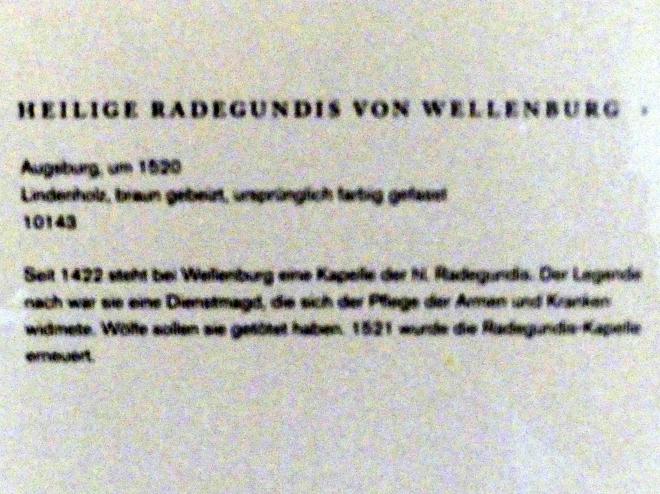 HEILIGE RADEGUNDIS VON WELLENBURG
Augsburg, um 1520
Lindenholz, braun gebeizt, ursprünglich farbig gefasst
10143
Seit 1422 steht bei Wellenburg eine Kapelle der hl. Radegundis. Der Legende
nach war sie eine Dienstmagd, die sich der Pflege der Armen und Kranken
widmete. Wölfe sollen sie getötet haben. 1521 wurde die Radegundis-Kapelle
erneuert.